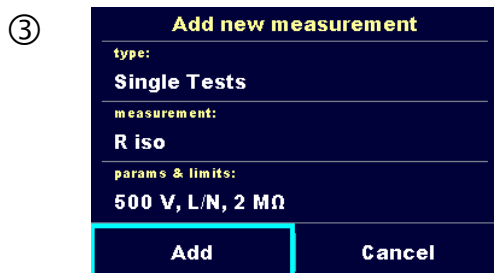 ③
Add new measurement
type:
Single Tests
measurement:
R iso
params & limits:
500 V, L/N, 2 MΩ
Add Cancel